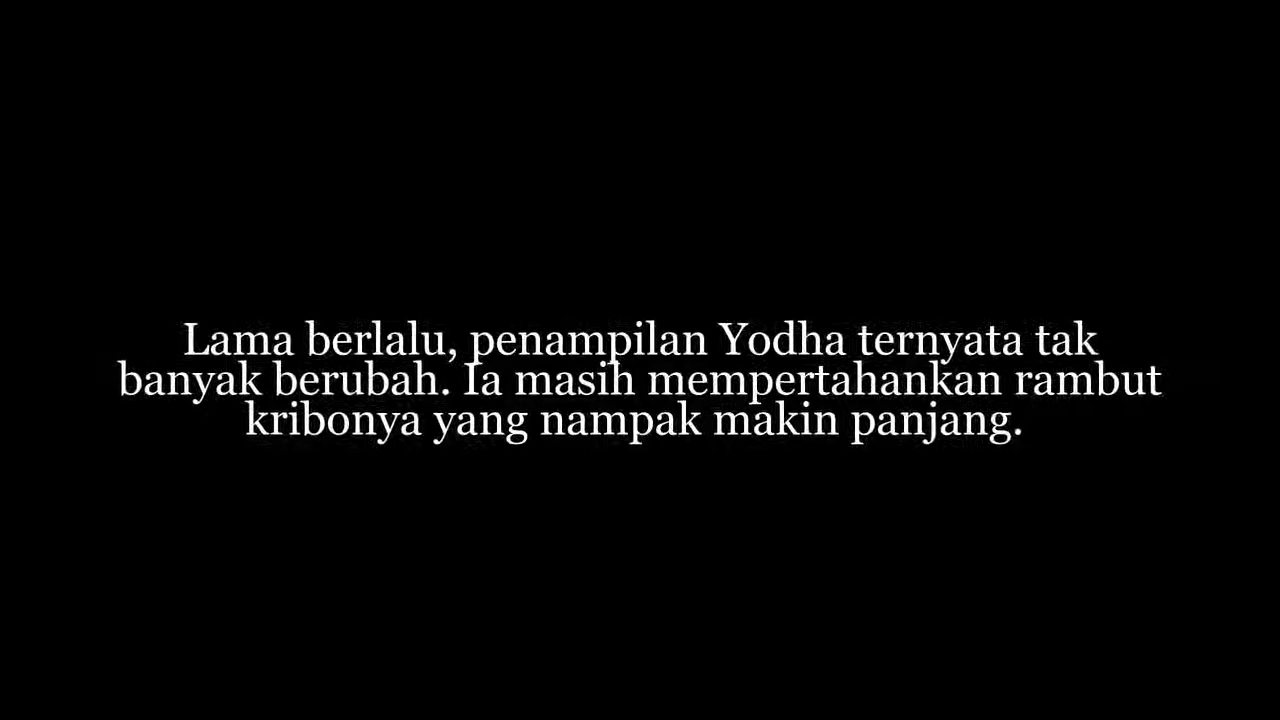 Lama berlalu, penampilan Yodha ternyata tak
banyak berubah. Ia masih mempertahankan rambut
kribonya yang nampak makin panjang.